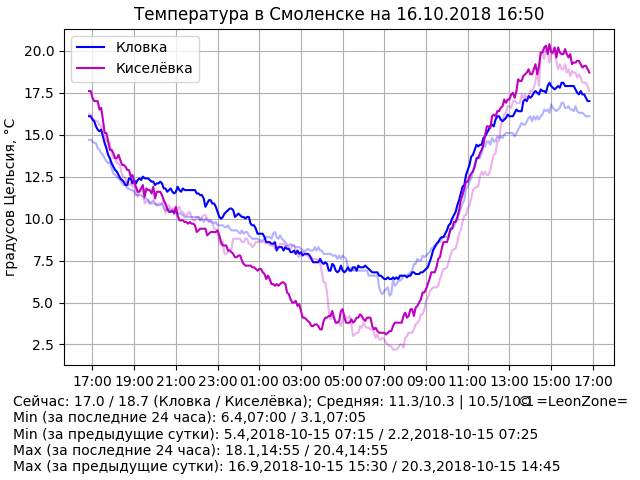 Температура в Смоленске на 16.10.2018 16:50
Кловка
Киселёвка
градусов Цельсия, °C
20.0
17.5
15.0
12.5
10.0
7.5
5.0
2.5
17:00 19:00 21:00 23:00 01:00 03:00 05:00 07:00 09:00 11:00 13:00 15:00 17:00
Сейчас: 17.0 / 18.7 (Кловка / Киселёвка); Средняя: 11.3/10.3 | 10.5/10.1
© =LeonZone=
Min (за последние 24 часа): 6.4,07:00 / 3.1,07:05
Min (за предыдущие сутки): 5.4,2018-10-15 07:15 / 2.2,2018-10-15 07:25
Max (за последние 24 часа): 18.1,14:55 / 20.4,14:55
Max (за предыдущие сутки): 16.9,2018-10-15 15:30 / 20.3,2018-10-15 14:45